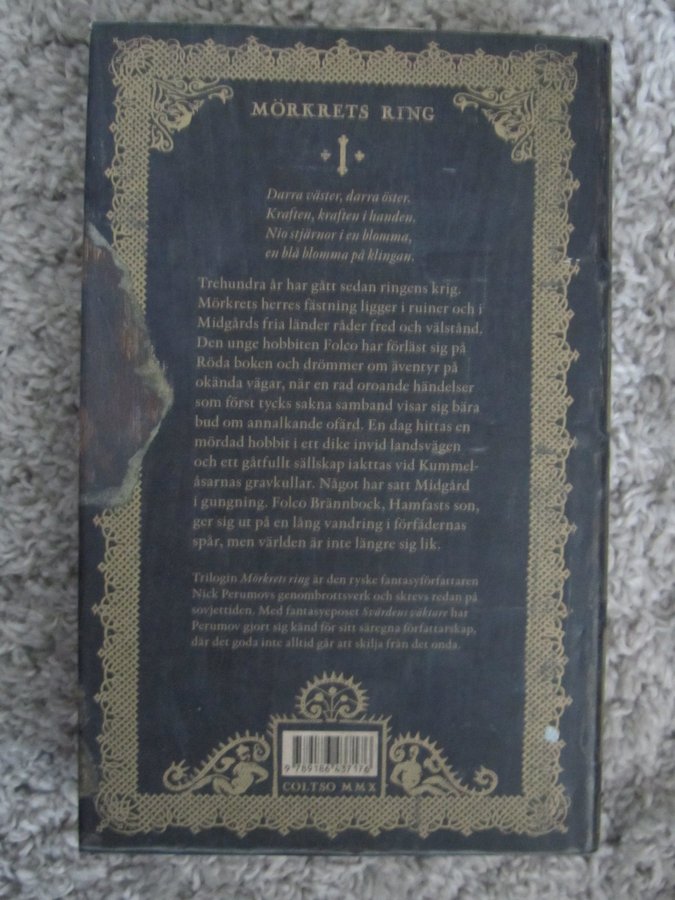 MÖRKRETS RING
I
Darra väster, darra öster.
Kraften, kraften i handen.
Nio stjärnor i en blomma,
en blå blomma på klingan.
Trehundra år har gått sedan ringens krig.
Mörkrets herres fästning ligger i ruiner och i
Midgårds fria länder råder fred och välstånd.
Den unge hobbiten Folco har förläst sig på
Röda boken och drömmer om äventyr på
okända vägar, när en rad oroande händelser
som först tycks sakna samband visar sig bära
bud om annalkande ofärd. En dag hittas en
mördad hobbit i ett dike invid landsvägen
och ett gåtfullt sällskap iakttas vid Kummel-
åsarnas gravkullar. Något har satt Midgård
i gungning. Folco Brännbock, Hamfasts son,
ger sig ut på en lång vandring i förfädernas
spår, men världen är inte längre sig lik.
Trilogin Mörkrets ring är den ryske fantasyförfattaren
Nick Perumovs genombrottsverk och skrevs redan på
sovjettiden. Med fantasyeposet Svärdens väktare har
Perumov gjort sig känd för sitt säregna författarskap,
där det goda inte alltid går att skilja från det onda.
9 789186 437176
COLTSO MMX